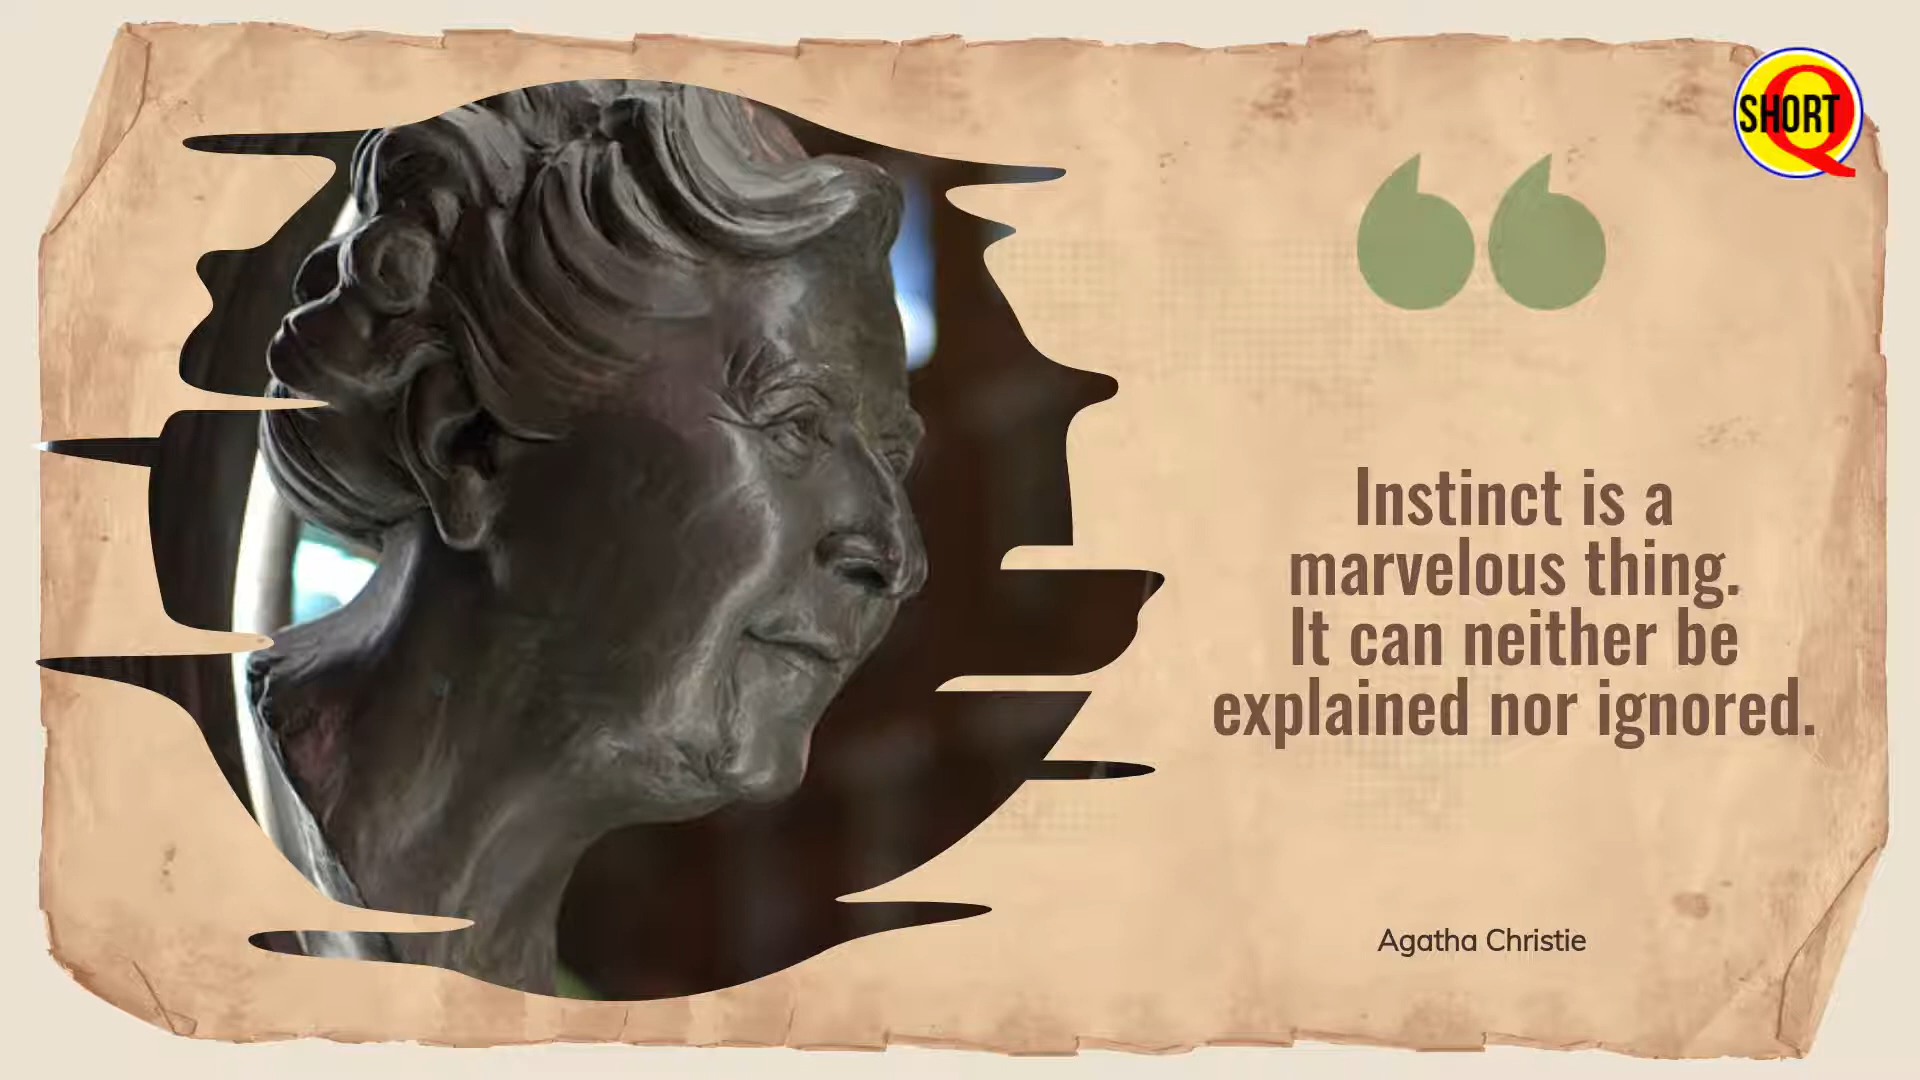 SHORT
Q
Instinct is a
marvelous thing.
It can neither be
explained nor ignored.
Agatha Christie